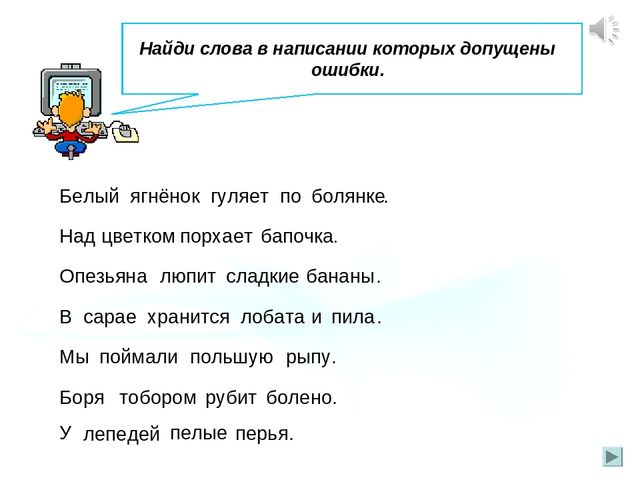 Найди слова в написании которых допущены
ошибки.
Белый ягнёнок гуляет по болянке.
Над цветком порхает бапочка.
Опезьяна люпит сладкие бананы.
В сарае хранится лобата и пила.
Мы поймали польшую рыпу.
Боря тобором рубит болено.
У лепедей пелые перья.